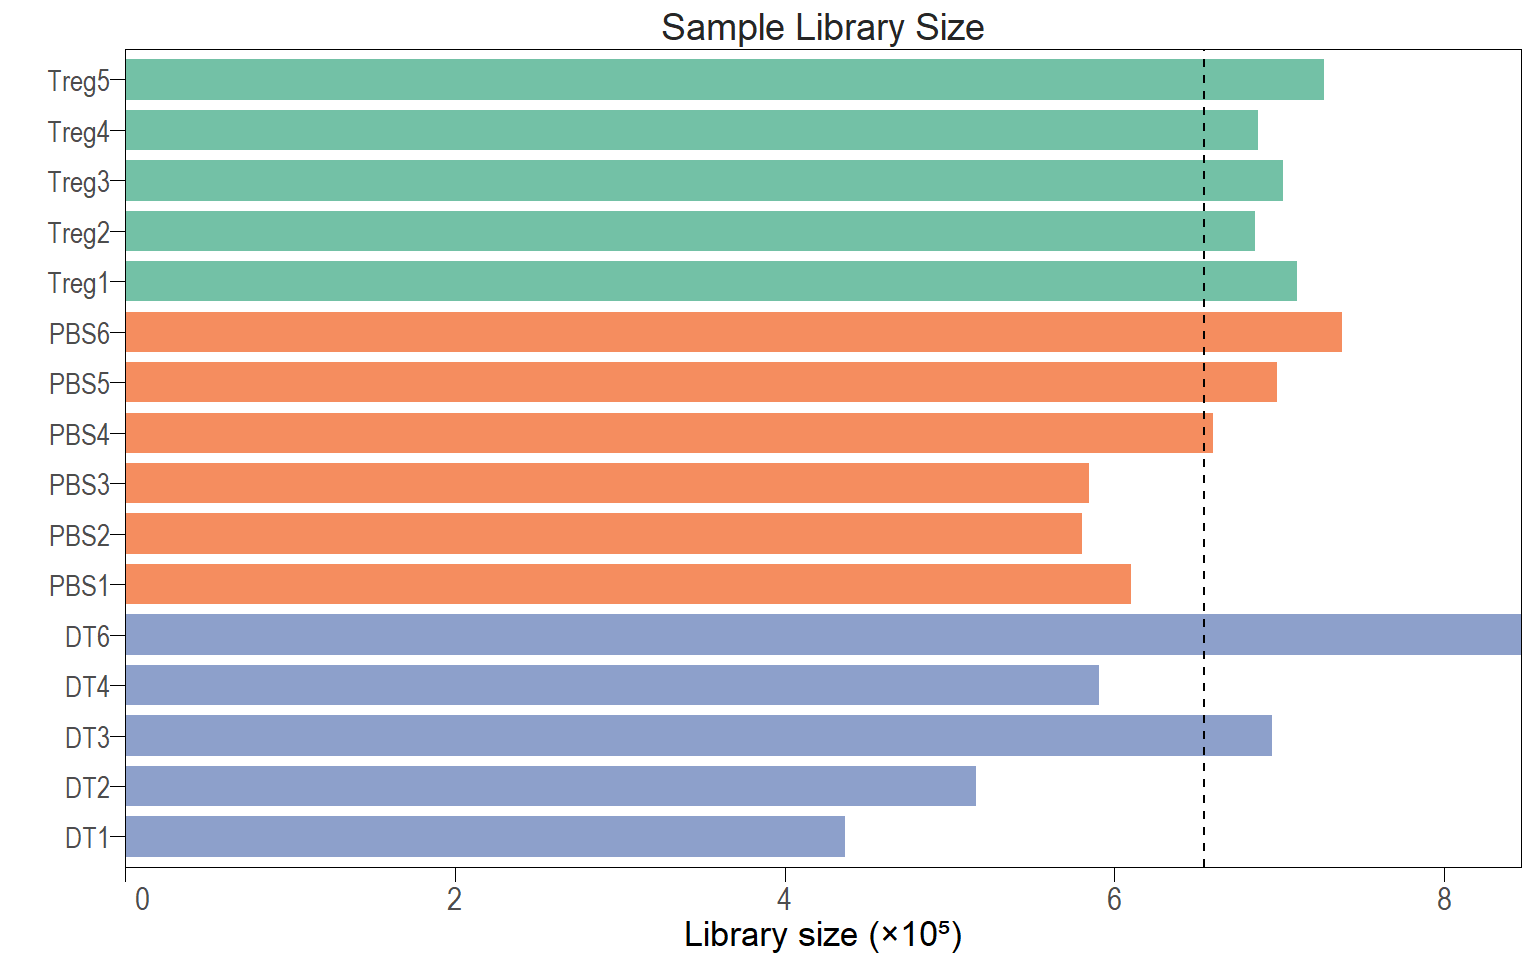 Sample Library Size
Treg5
Treg4
Treg3
Treg2
Treg1
PBS6
PBS5
PBS4
PBS3
PBS2
PBS1
DT6
DT4
DT3
DT2
DT1
0 2 4 6 8
Library size (×10⁵)